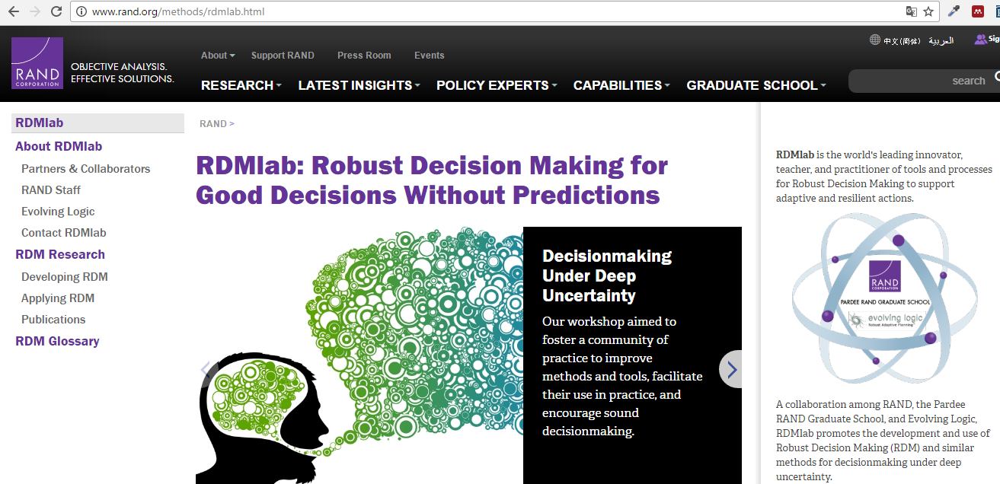 www.rand.org/methods/rdmlab.html
中文(简体) العربية
RAND
CORPORATION
OBJECTIVE ANALYSIS.
EFFECTIVE SOLUTIONS.
About Support RAND Press Room Events
RESEARCH LATEST INSIGHTS POLICY EXPERTS CAPABILITIES GRADUATE SCHOOL
search
RDMlab
About RDMlab
Partners & Collaborators
RAND Staff
Evolving Logic
Contact RDMlab
RDM Research
Developing RDM
Applying RDM
Publications
RDM Glossary
RAND >
RDMlab: Robust Decision Making for
Good Decisions Without Predictions
Decisionmaking
Under Deep
Uncertainty
Our workshop aimed to
foster a community of
practice to improve
methods and tools, facilitate
their use in practice, and
encourage sound
decisionmaking.
RDMlab is the world's leading innovator,
teacher, and practitioner of tools and processes
for Robust Decision Making to support
adaptive and resilient actions.
RAND
CORPORATION
PARDEE RAND GRADUATE SCHOOL
evolving logic
Robust Adaptive Planning
A collaboration among RAND, the Pardee
RAND Graduate School, and Evolving Logic,
RDMlab promotes the development and use of
Robust Decision Making (RDM) and similar
methods for decisionmaking under deep
uncertainty.